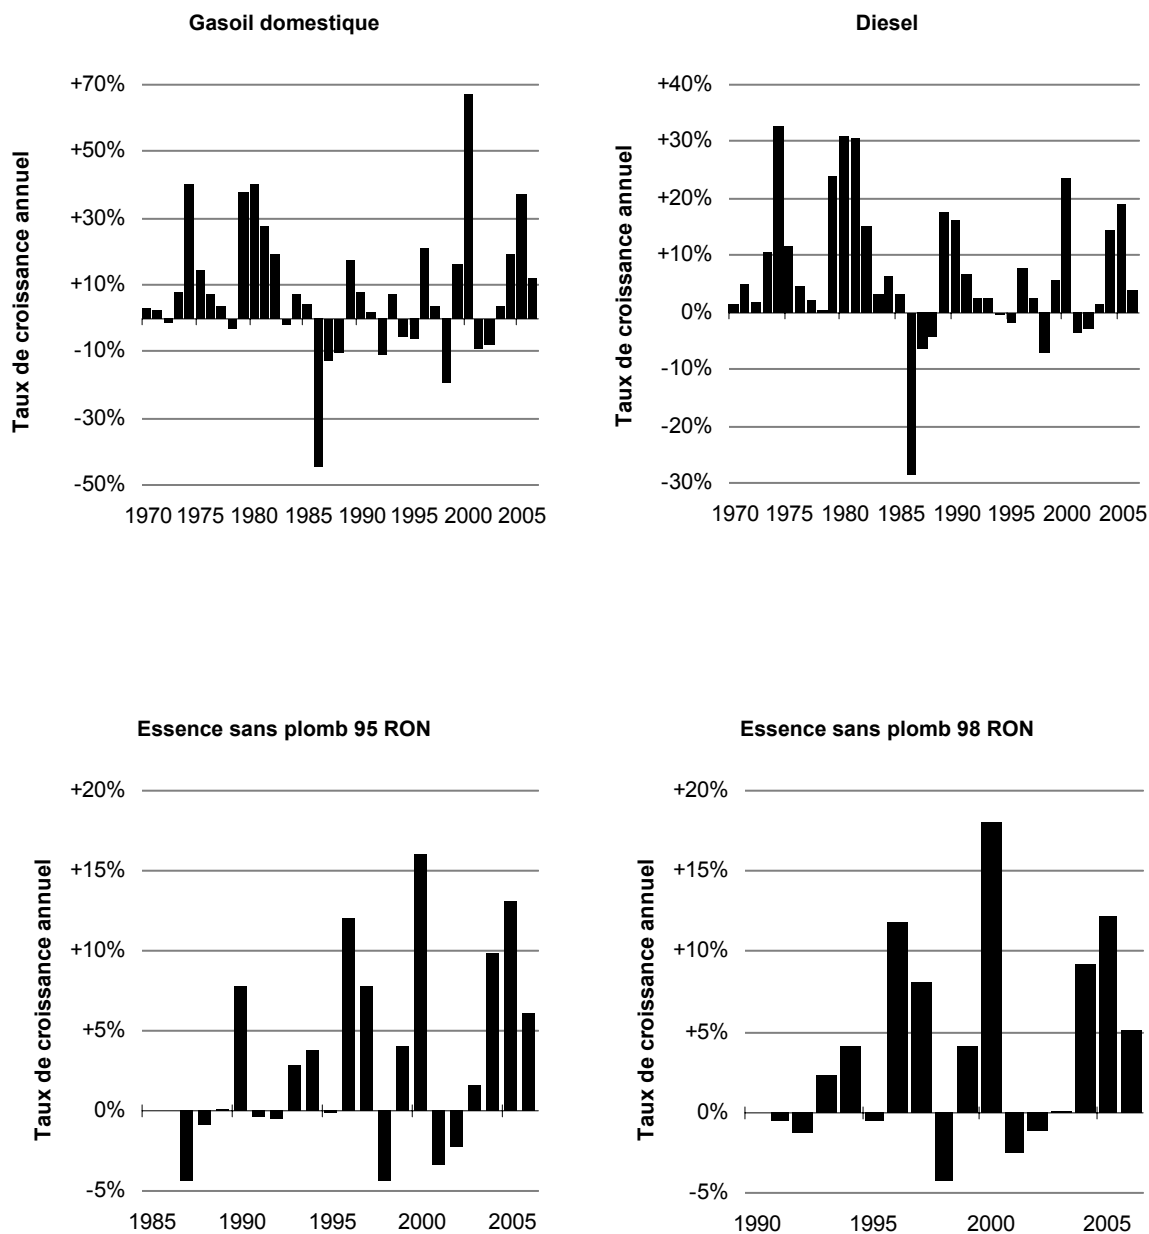 Gasoil domestique
+70%
+50%
+30%
+10%
-10%
-30%
-50%
Taux de croissance annuel
1970 1975 1980 1985 1990 1995 2000 2005
Diesel
+40%
+30%
+20%
+10%
0%
-10%
-20%
-30%
Taux de croissance annuel
1970 1975 1980 1985 1990 1995 2000 2005
Essence sans plomb 95 RON
+20%
+15%
+10%
+5%
0%
-5%
Taux de croissance annuel
1985 1990 1995 2000 2005
Essence sans plomb 98 RON
+20%
+15%
+10%
+5%
0%
-5%
Taux de croissance annuel
1990 1995 2000 2005